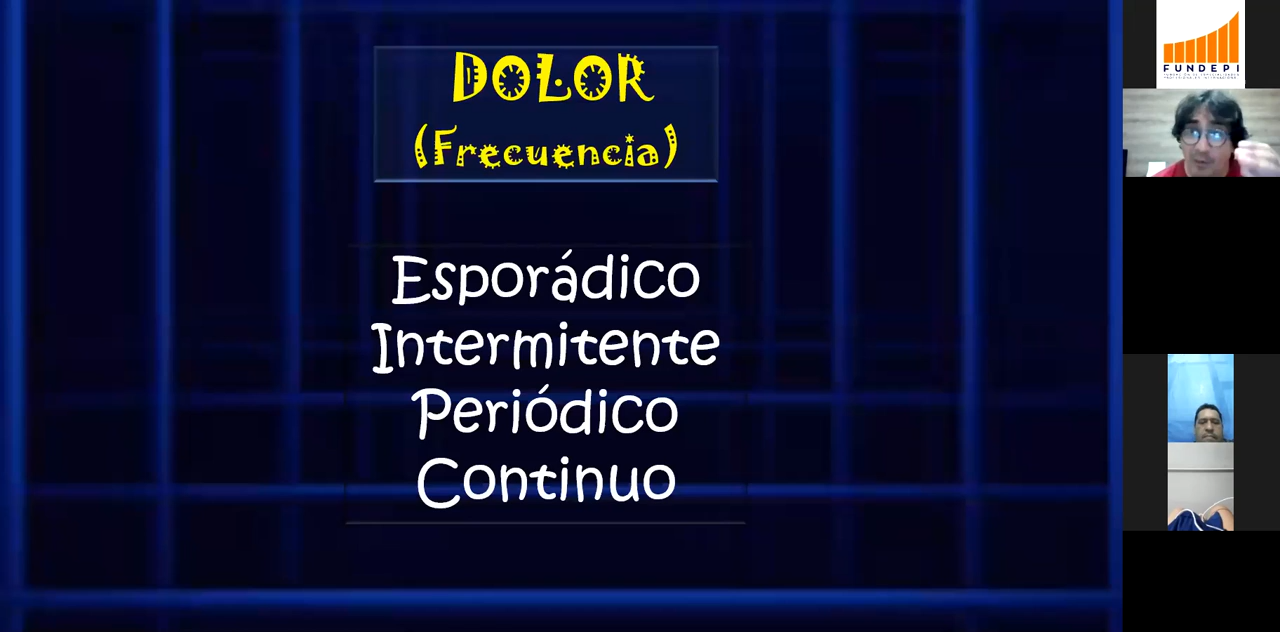 DOLOR
(Frecuencia)
Esporádico
Intermitente
Periódico
Continuo
FUNDEPI